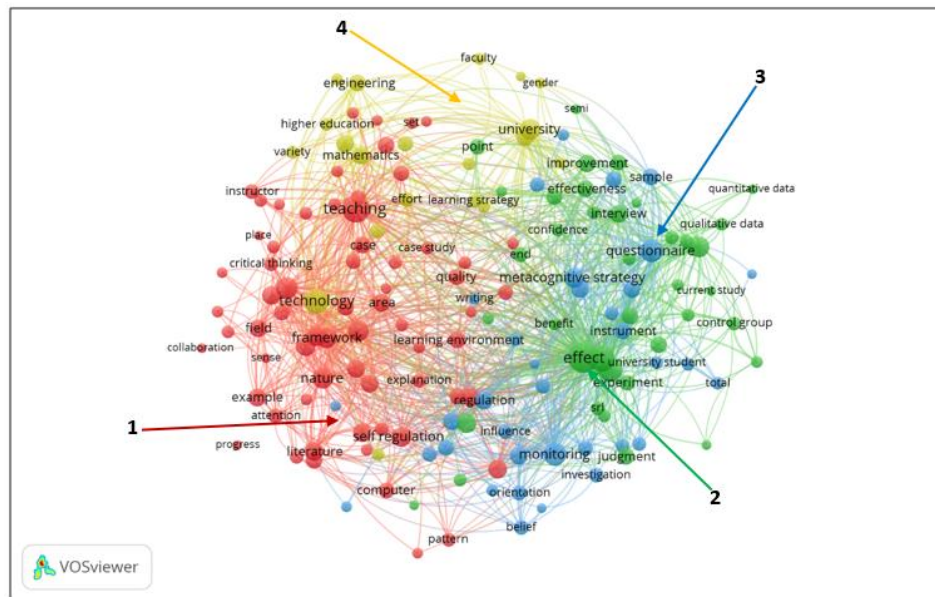 4
faculty
3
engineering
gender
semi
higher education
set
university
variety
mathematics
point
improvement
sample
instructor
effort
learning strategy
effectiveness
quantitative data
teaching
interview
place
confidence
qualitative data
case
case study
end
questionnaire
critical thinking
quality
metacognitive strategy
technology
area
writing
current study
field
benefit
instrument
control group
framework
learning environment
collaboration
sense
effect
university student
nature
explanation
experiment
total
example
regulation
attention
srl
1
self regulation
influence
progress
literature
monitoring
judgment
investigation
computer
orientation
2
belief
pattern
VOSviewer